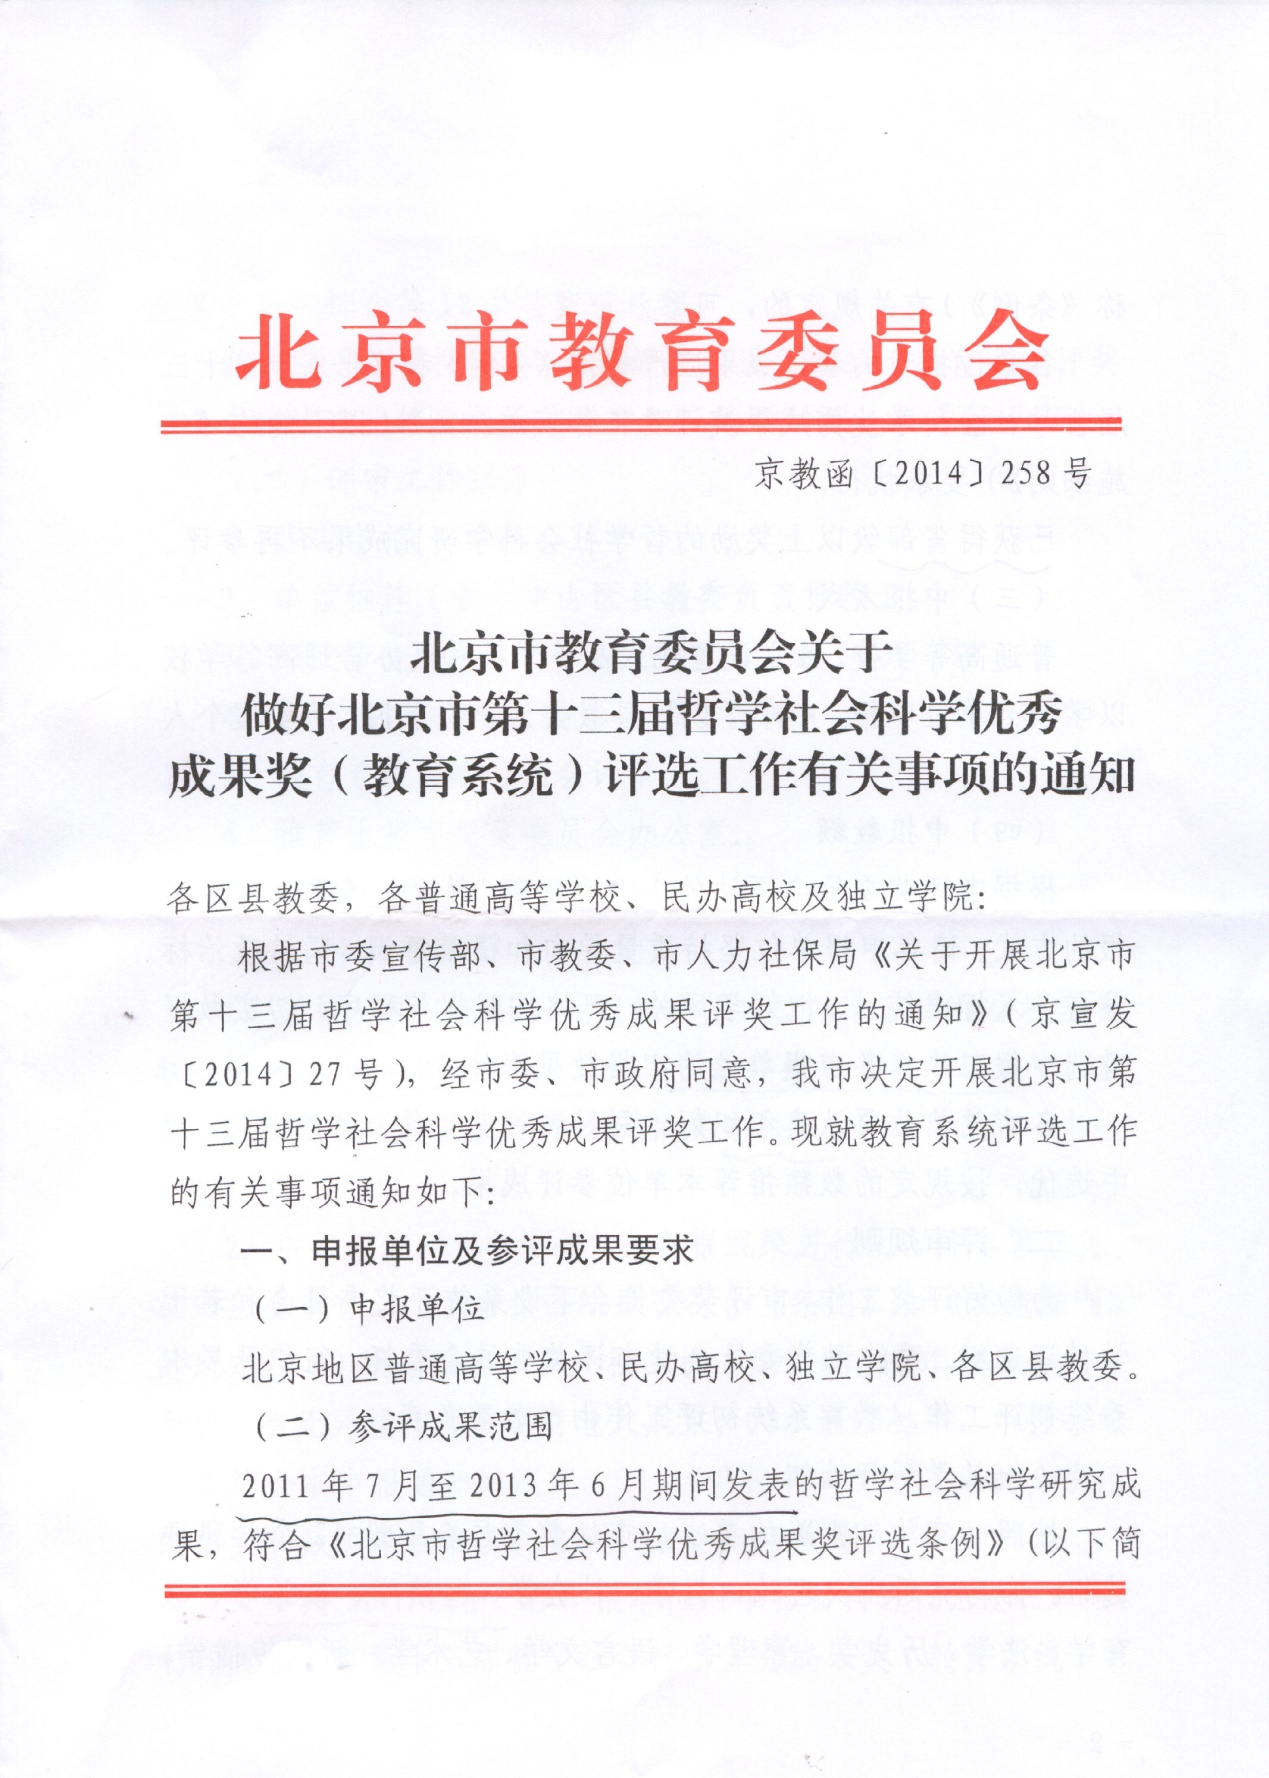 北京市教育委员会
京教函〔2014〕258号
北京市教育委员会关于
做好北京市第十三届哲学社会科学优秀
成果奖（教育系统）评选工作有关事项的通知
各区县教委，各普通高等学校、民办高校及独立学院：
根据市委宣传部、市教委、市人力社保局《关于开展北京市
第十三届哲学社会科学优秀成果评奖工作的通知》（京宣发
〔2014〕27号），经市委、市政府同意，我市决定开展北京市第
十三届哲学社会科学优秀成果评奖工作。现就教育系统评选工作
的有关事项通知如下：
一、申报单位及参评成果要求
（一）申报单位
北京地区普通高等学校、民办高校、独立学院、各区县教委。
（二）参评成果范围
2011年7月至2013年6月期间发表的哲学社会科学研究成
果，符合《北京市哲学社会科学优秀成果奖评选条例》（以下简